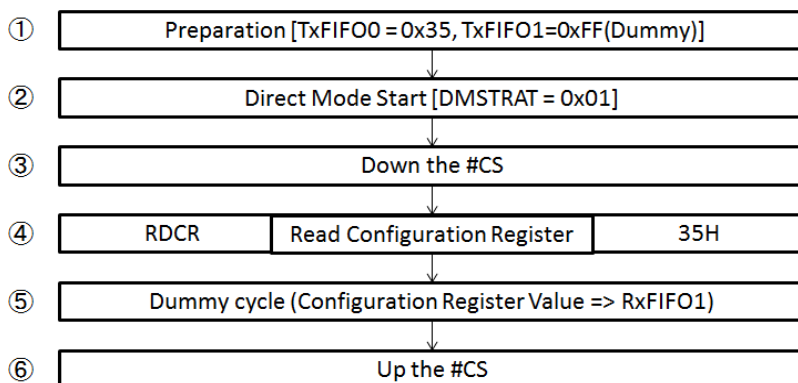 ① Preparation [TxFIFO0 = 0x35, TxFIFO1=0xFF(Dummy)]
② Direct Mode Start [DMSTRAT = 0x01]
③ Down the #CS
④ RDCR Read Configuration Register 35H
⑤ Dummy cycle (Configuration Register Value => RxFIFO1)
⑥ Up the #CS